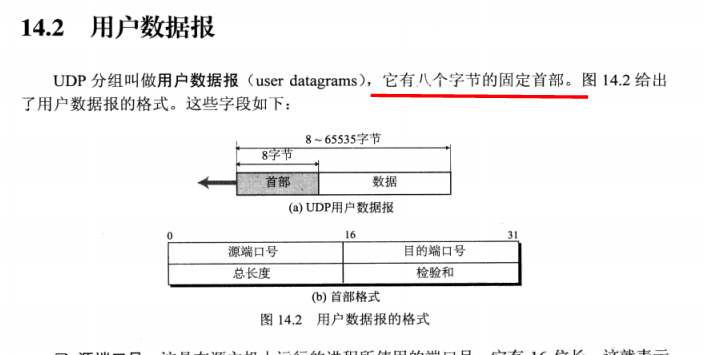 14.2 用户数据报
UDP 分组叫做用户数据报（user datagrams），它有八个字节的固定首部。图 14.2 给出
了用户数据报的格式。这些字段如下：
8～65535字节
8字节
首部 数据
(a) UDP用户数据报
0 16 31
源端口号 目的端口号
总长度 检验和
(b) 首部格式
图 14.2 用户数据报的格式